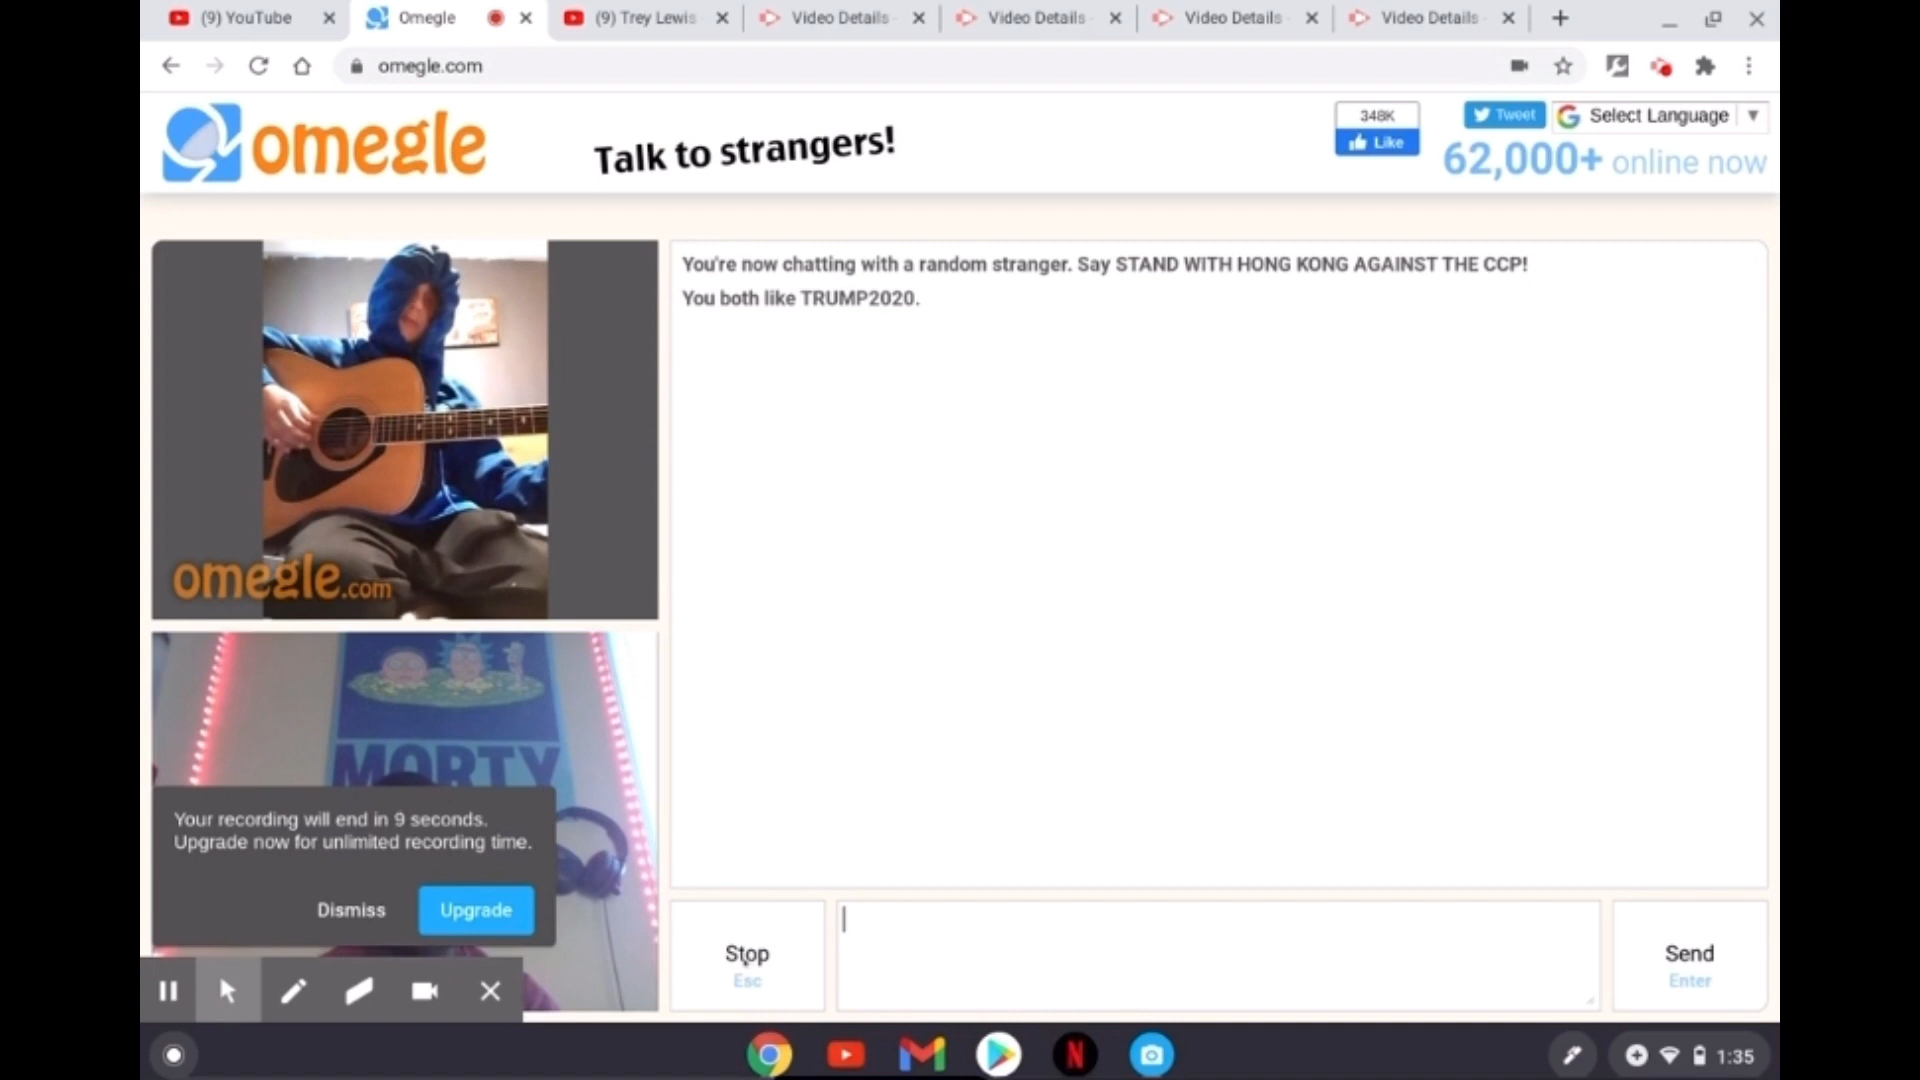 (9) YouTube
Omegle
(9) Trey Lewis
Video Details -
Video Details -
Video Details -
Video Details -
omegle.com
omegle
Talk to strangers!
348K
Like
Tweet
Select Language
62,000+ online now
You're now chatting with a random stranger. Say STAND WITH HONG KONG AGAINST THE CCP!
You both like TRUMP2020.
omegle.com
MORTY
Your recording will end in 9 seconds.
Upgrade now for unlimited recording time.
Dismiss
Upgrade
Stop
Esc
Send
Enter
1:35